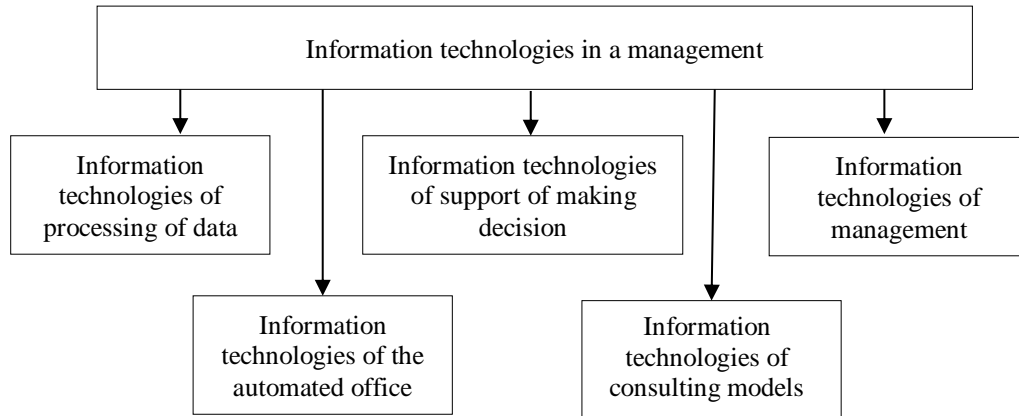 Information technologies in a management
Information
technologies of
processing of data
Information technologies
of support of making
decision
Information
technologies of
management
Information
technologies of the
automated office
Information
technologies of
consulting models